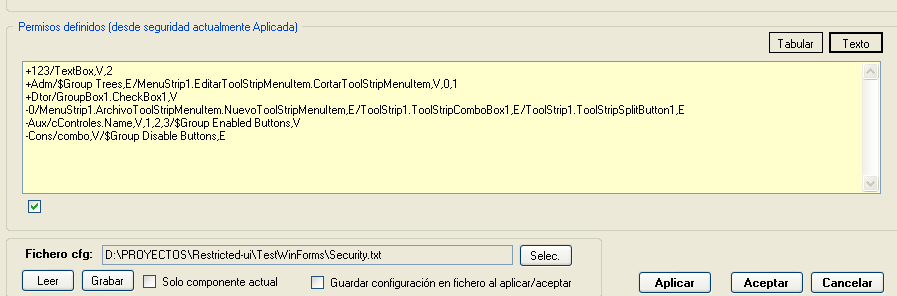 Permisos definidos (desde seguridad actualmente Aplicada)
Tabular Texto
+123/TextBox,V,2
+Adm/$Group Trees,E/MenuStrip1.EditarToolStripMenuItem.CortarToolStripMenuItem,V,0,1
+Dtor/GroupBox1.CheckBox1,V
-0/MenuStrip1.ArchivoToolStripMenuItem.NuevoToolStripMenuItem,E/ToolStrip1.ToolStripComboBox1,E/ToolStrip1.ToolStripSplitButton1,E
-Aux/cControles.Name,V,1,2,3/$Group Enabled Buttons,V
-Cons/combo,V/$Group Disable Buttons,E
Fichero cfg: D:\PROYECTOS\Restricted-ui\TestWinForms\Security.txt Selec.
Leer Grabar Solo componente actual Guardar configuración en fichero al aplicar/aceptar Aplicar Aceptar Cancelar